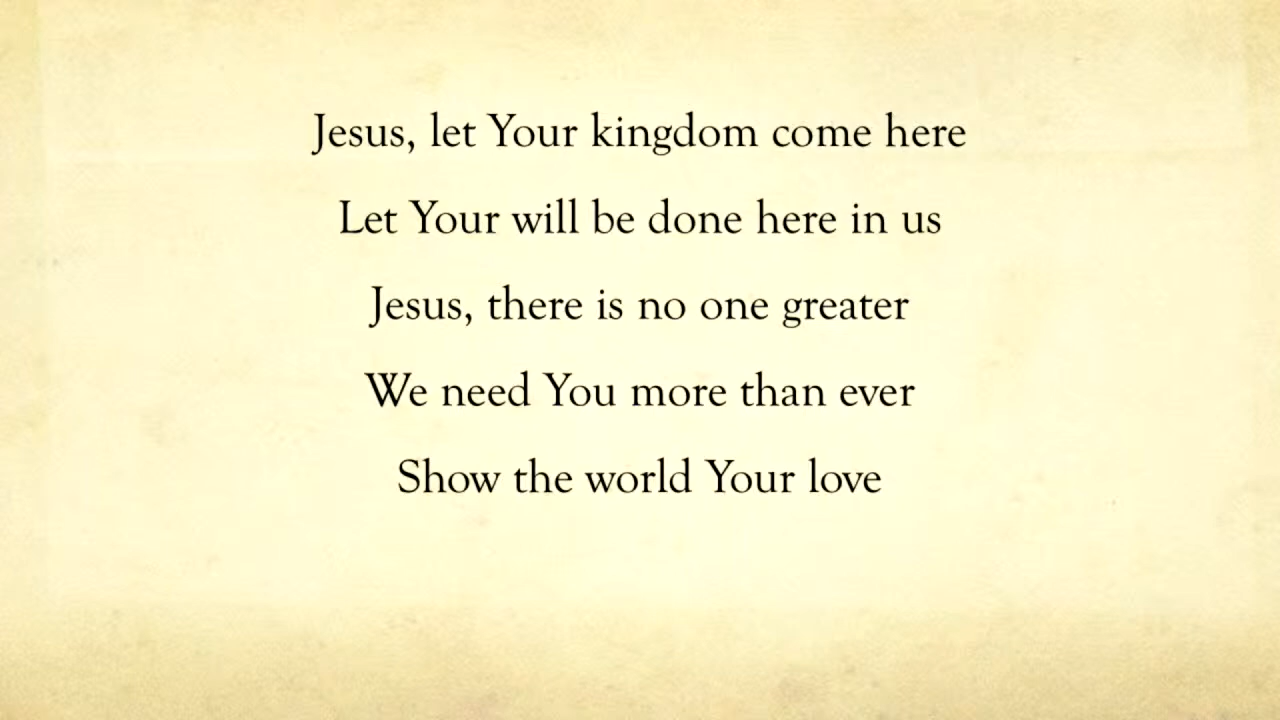 Jesus, let Your kingdom come here
Let Your will be done here in us
Jesus, there is no one greater
We need You more than ever
Show the world Your love